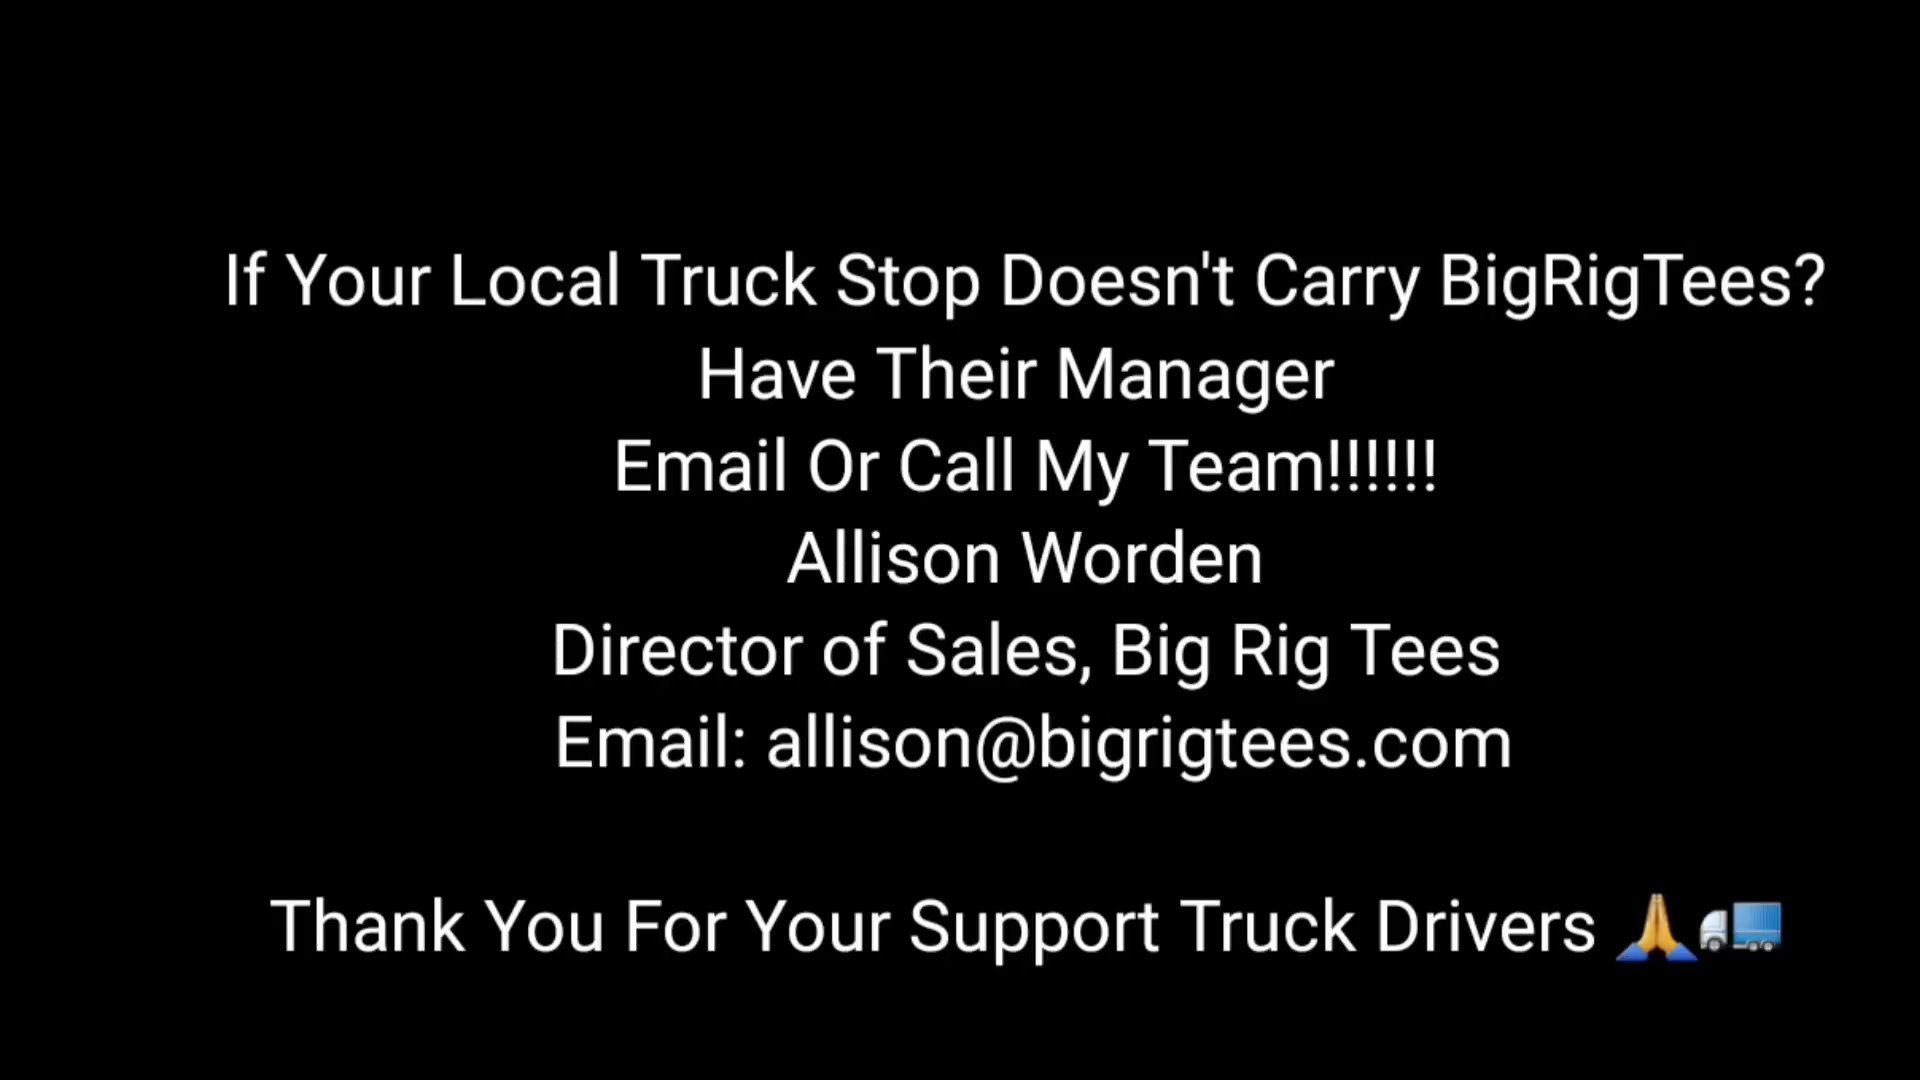 If Your Local Truck Stop Doesn't Carry BigRigTees?
Have Their Manager
Email Or Call My Team!!!!!!
Allison Worden
Director of Sales, Big Rig Tees
Email: allison@bigrigtees.com
Thank You For Your Support Truck Drivers 🙏🚚